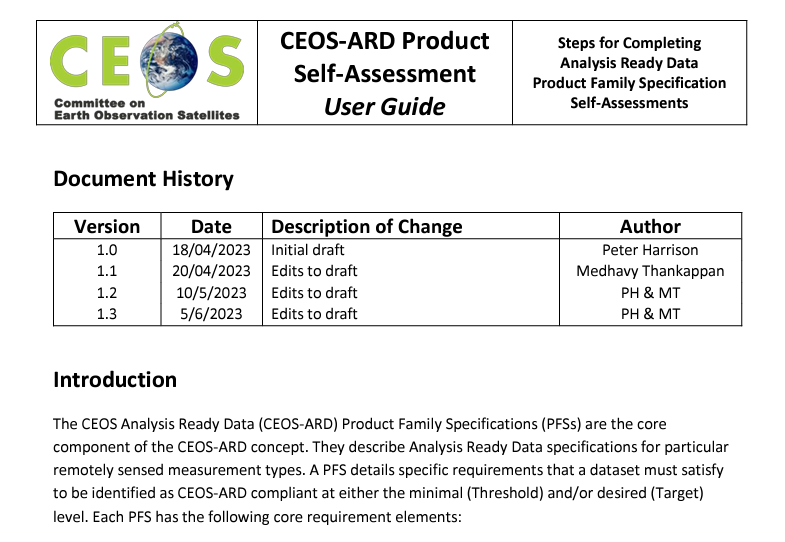 CEOS
Committee on
Earth Observation Satellites
CEOS-ARD Product
Self-Assessment
User Guide
Steps for Completing
Analysis Ready Data
Product Family Specification
Self-Assessments
Document History
Version Date Description of Change Author
1.0 18/04/2023 Initial draft Peter Harrison
1.1 20/04/2023 Edits to draft Medhavy Thankappan
1.2 10/5/2023 Edits to draft PH & MT
1.3 5/6/2023 Edits to draft PH & MT
Introduction
The CEOS Analysis Ready Data (CEOS-ARD) Product Family Specifications (PFSs) are the core
component of the CEOS-ARD concept. They describe Analysis Ready Data specifications for particular
remotely sensed measurement types. A PFS details specific requirements that a dataset must satisfy
to be identified as CEOS-ARD compliant at either the minimal (Threshold) and/or desired (Target)
level. Each PFS has the following core requirement elements: